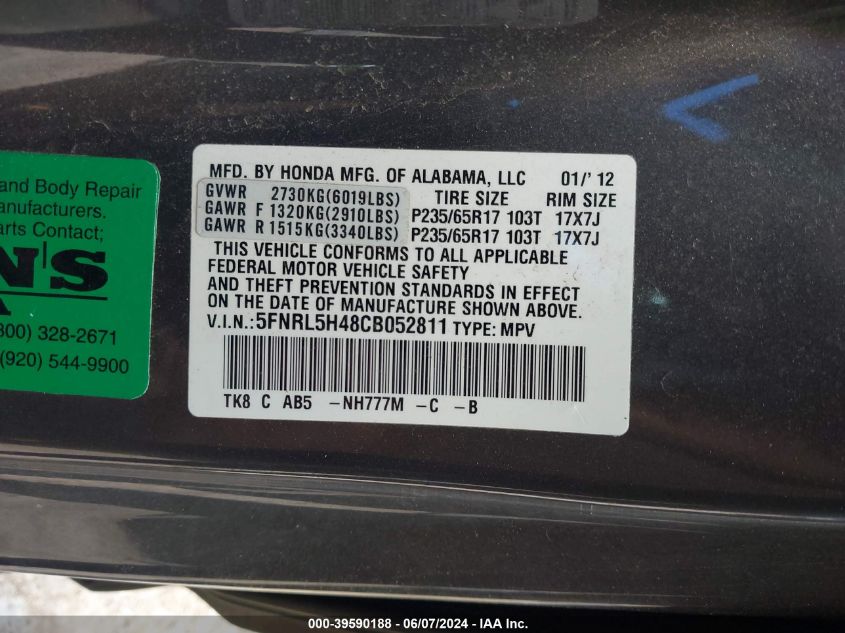 MFD. BY HONDA MFG. OF ALABAMA, LLC 01/' 12
GVWR 2730KG(6019LBS) TIRE SIZE RIM SIZE
GAWR F 1320KG(2910LBS) P235/65R17 103T 17X7J
GAWR R 1515KG(3340LBS) P235/65R17 103T 17X7J
THIS VEHICLE CONFORMS TO ALL APPLICABLE
FEDERAL MOTOR VEHICLE SAFETY
AND THEFT PREVENTION STANDARDS IN EFFECT
ON THE DATE OF MANUFACTURE SHOWN ABOVE.
V.I.N.:5FNRL5H48CB052811 TYPE: MPV
TK8 C AB5 -NH777M -C -B
and Body Repair
manufacturers.
arts Contact;
N'S
A
800) 328-2671
(920) 544-9900
000-39590188 - 06/07/2024 - IAA Inc.